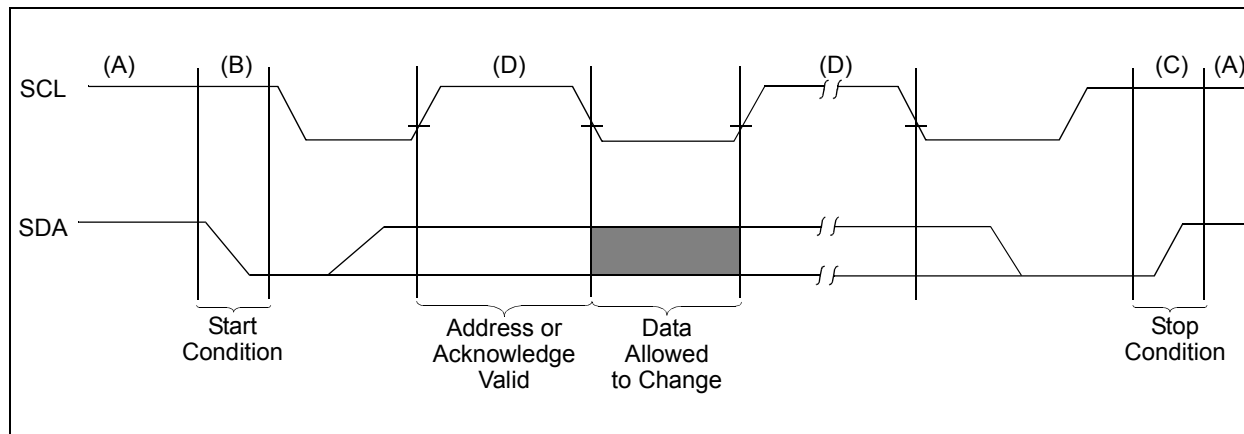 (A) (B) (D) (D) (C) (A)
SCL
SDA
Start
Condition
Address or
Acknowledge
Valid
Data
Allowed
to Change
Stop
Condition